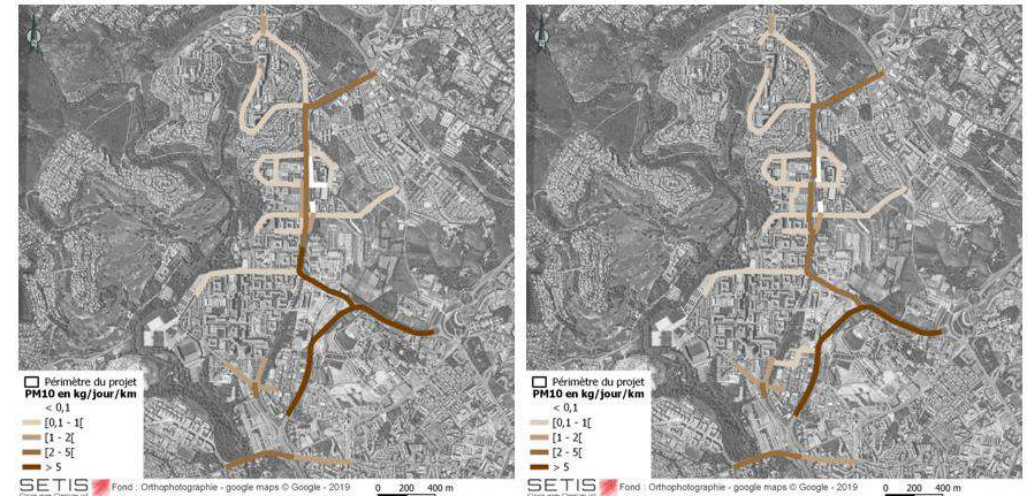 Périmètre du projet
PM10 en kg/jour/km
< 0,1
[0,1 - 1[
[1 - 2[
[2 - 5[
> 5
SETIS
Fond : Orthophotographie - google maps © Google - 2019
0 200 400 m
Périmètre du projet
PM10 en kg/jour/km
< 0,1
[0,1 - 1[
[1 - 2[
[2 - 5[
> 5
SETIS
Fond : Orthophotographie - google maps © Google - 2019
0 200 400 m